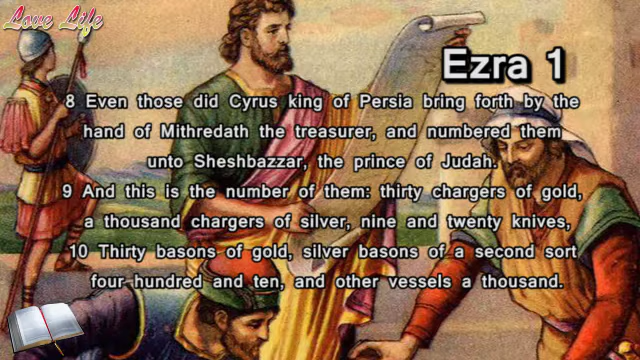 Love Life
Ezra 1
8 Even those did Cyrus king of Persia bring forth by the
hand of Mithredath the treasurer, and numbered them
unto Sheshbazzar, the prince of Judah.
9 And this is the number of them: thirty chargers of gold,
a thousand chargers of silver, nine and twenty knives,
10 Thirty basons of gold, silver basons of a second sort
four hundred and ten, and other vessels a thousand.